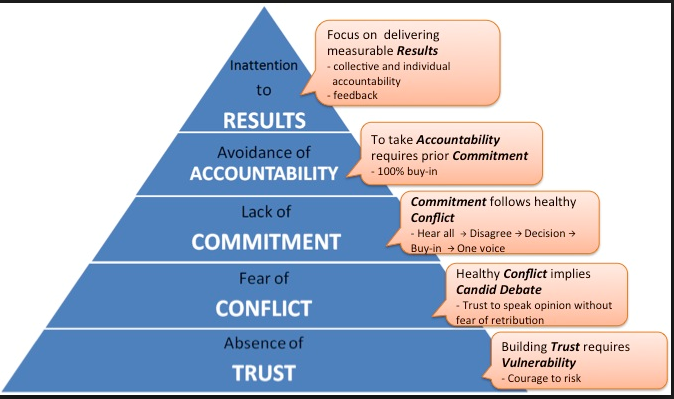 Inattention
to
RESULTS
Focus on delivering
measurable Results
- collective and individual
accountability
- feedback
Avoidance of
ACCOUNTABILITY
To take Accountability
requires prior Commitment
- 100% buy-in
Lack of
COMMITMENT
Commitment follows healthy
Conflict
- Hear all → Disagree → Decision →
Buy-in → One voice
Fear of
CONFLICT
Healthy Conflict implies
Candid Debate
- Trust to speak opinion without
fear of retribution
Absence of
TRUST
Building Trust requires
Vulnerability
- Courage to risk